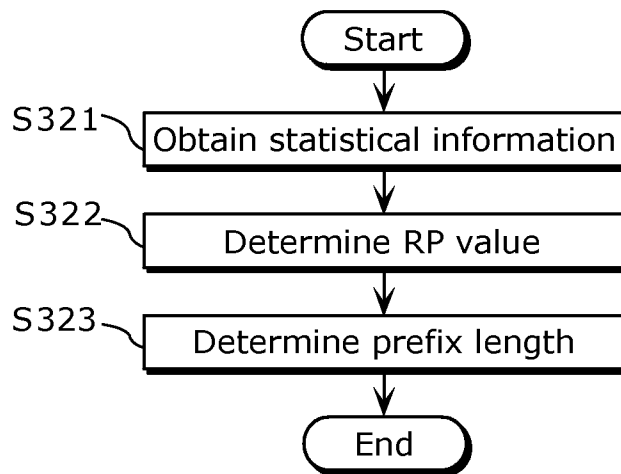 Start
S321
Obtain statistical information
S322
Determine RP value
S323
Determine prefix length
End